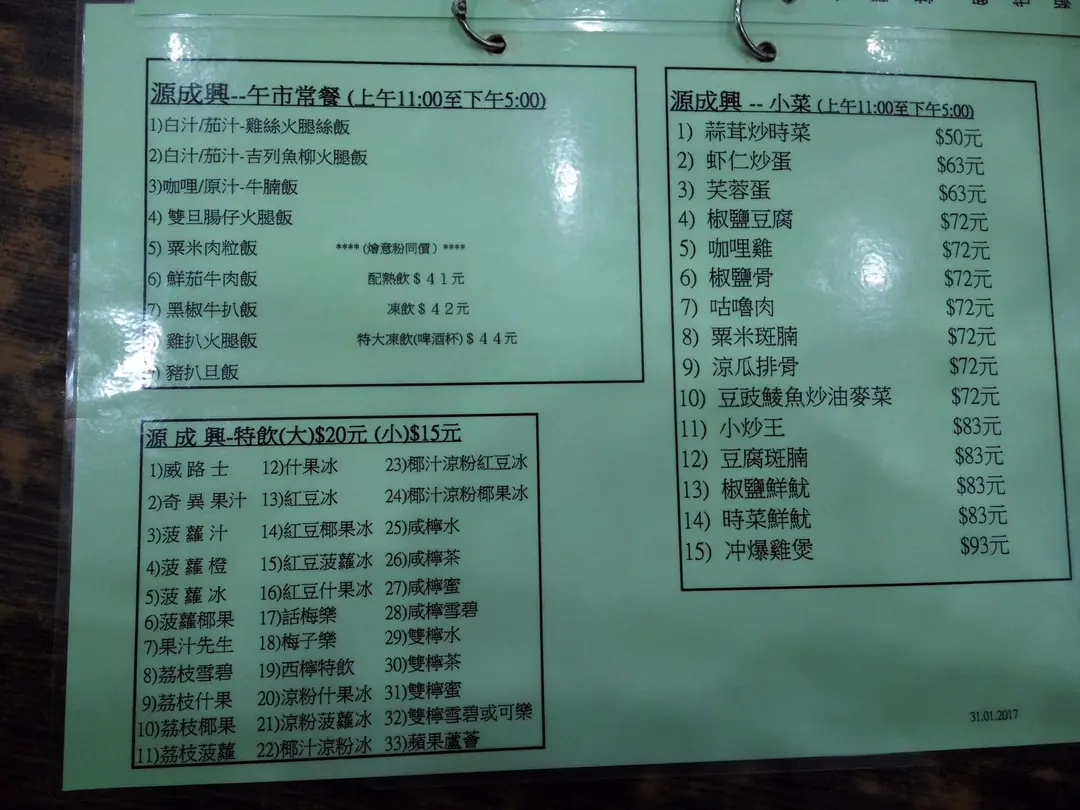 源成興--午市常餐 (上午11:00至下午5:00)
1)白汁/茄汁-雞絲火腿絲飯
2)白汁/茄汁-吉列魚柳火腿飯
3)咖哩/原汁-牛腩飯
4) 雙旦腸仔火腿飯
5) 粟米肉粒飯 **** (燴意粉同價) ****
6) 鮮茄牛肉飯 配熱飲$41元
7) 黑椒牛扒飯 凍飲$42元
雞扒火腿飯 特大凍飲(啤酒杯)$44元
豬扒旦飯
源成興-特飲(大)$20元 (小)$15元
1)威路士 12)什果冰 23)椰汁涼粉紅豆冰
2)奇異果汁 13)紅豆冰 24)椰汁涼粉椰果冰
3)菠蘿汁 14)紅豆椰果冰 25)咸檸水
4)菠蘿橙 15)紅豆菠蘿冰 26)咸檸茶
5)菠蘿冰 16)紅豆什果冰 27)咸檸蜜
6)菠蘿椰果 17)話梅樂 28)咸檸雪碧
7)果汁先生 18)梅子樂 29)雙檸水
8)荔枝雪碧 19)西檸特飲 30)雙檸茶
9)荔枝什果 20)涼粉什果冰 31)雙檸蜜
10)荔枝椰果 21)涼粉菠蘿冰 32)雙檸雪碧或可樂
11)荔枝菠蘿 22)椰汁涼粉冰 33)蘋果蘆薈
源成興 -- 小菜 (上午11:00至下午5:00)
1) 蒜茸炒時菜 $50元
2) 虾仁炒蛋 $63元
3) 芙蓉蛋 $63元
4) 椒鹽豆腐 $72元
5) 咖哩雞 $72元
6) 椒鹽骨 $72元
7) 咕嚕肉 $72元
8) 粟米斑腩 $72元
9) 涼瓜排骨 $72元
10) 豆豉鯪魚炒油麥菜 $72元
11) 小炒王 $83元
12) 豆腐斑腩 $83元
13) 椒鹽鮮魷 $83元
14) 時菜鮮魷 $83元
15) 冲爆雞煲 $93元
31.01.2017